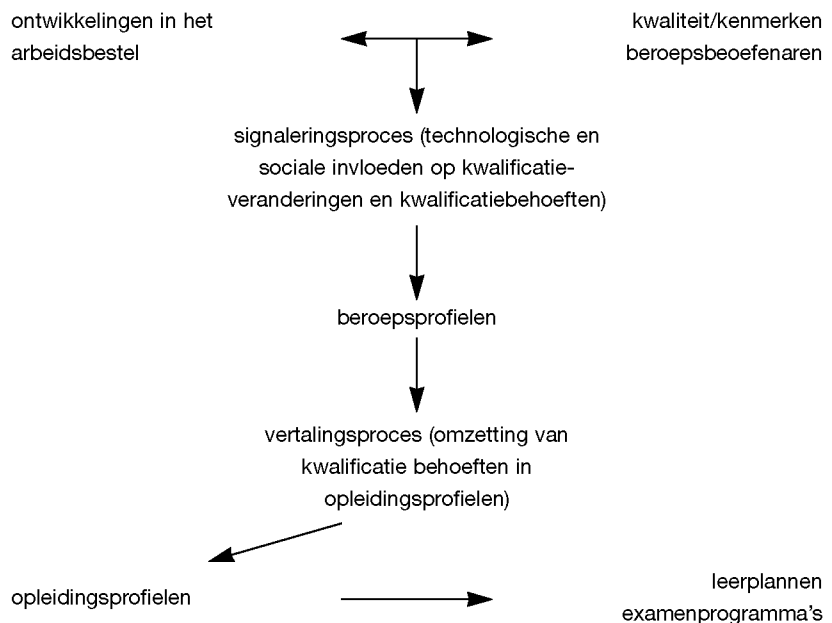 ontwikkelingen in het
arbeidsbestel
kwaliteit/kenmerken
beroepsbeoefenaren
signaleringsproces (technologische en
sociale invloeden op kwalificatie-
veranderingen en kwalificatiebehoeften)
beroepsprofielen
vertalingsproces (omzetting van
kwalificatie behoeften in
opleidingsprofielen)
opleidingsprofielen
leerplannen
examenprogramma's